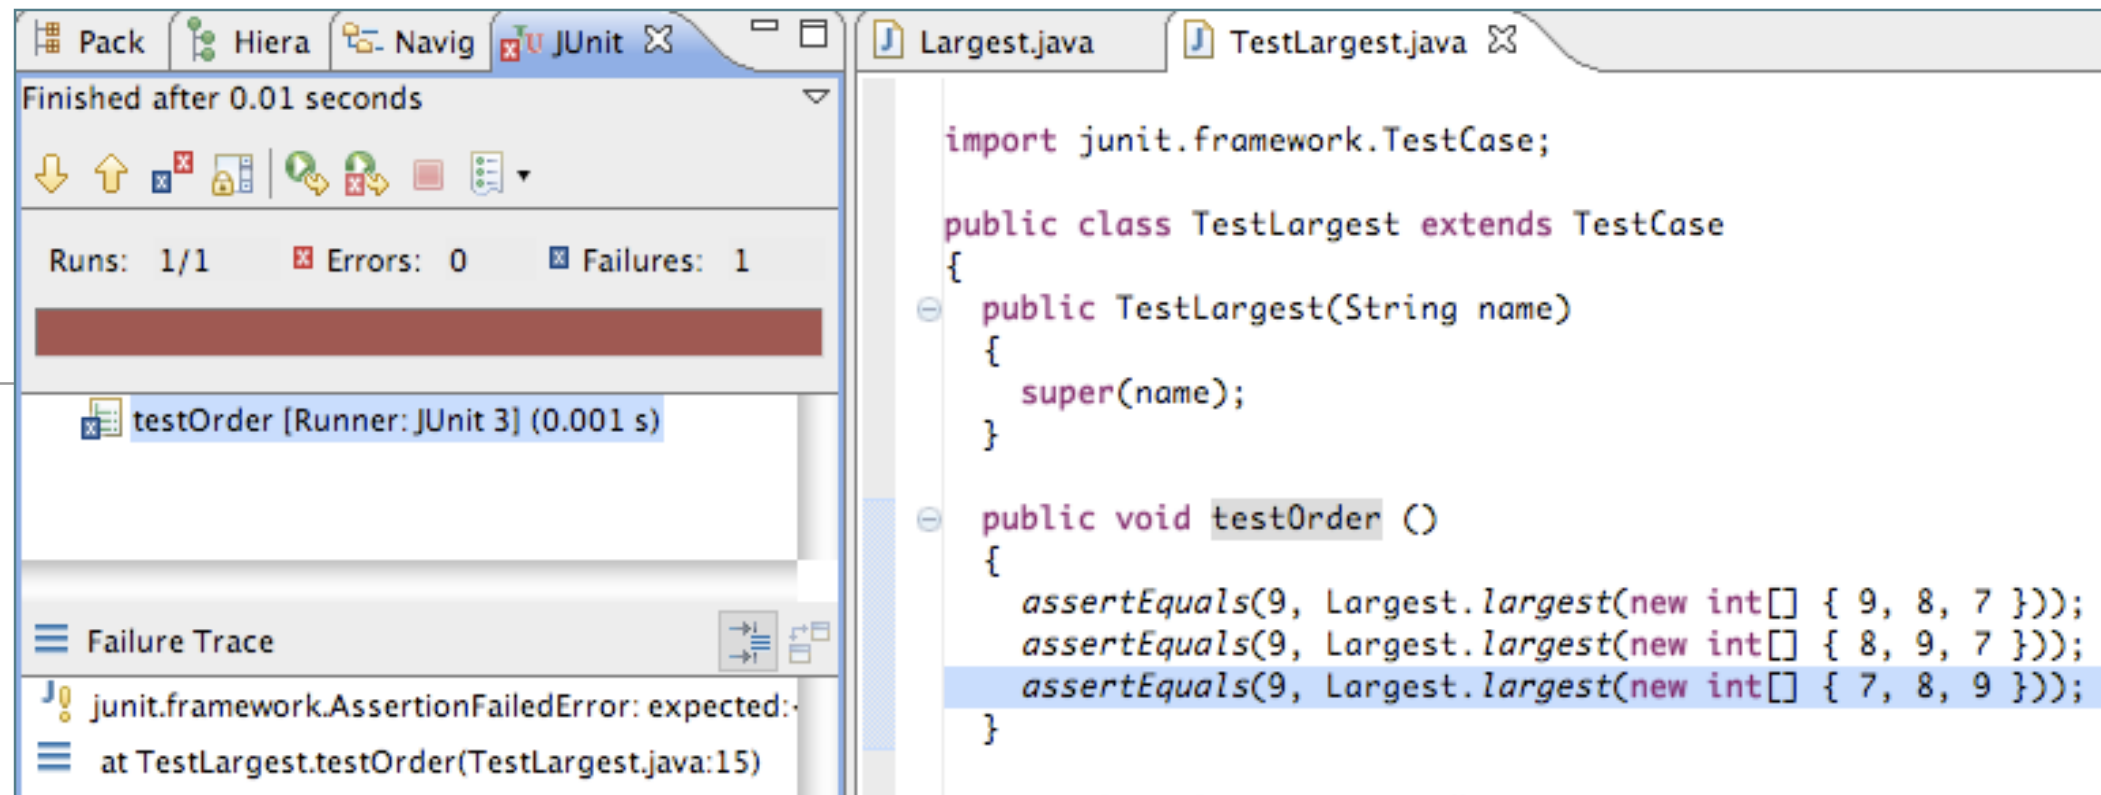 Pack Hiera Navig JUnit
Finished after 0.01 seconds
Runs: 1/1 Errors: 0 Failures: 1
testOrder [Runner: JUnit 3] (0.001 s)
Failure Trace
junit.framework.AssertionFailedError: expected:
at TestLargest.testOrder(TestLargest.java:15)
Largest.java TestLargest.java
import junit.framework.TestCase;
public class TestLargest extends TestCase
{
public TestLargest(String name)
{
super(name);
}
public void testOrder ()
{
assertEquals(9, Largest.largest(new int[] { 9, 8, 7 }));
assertEquals(9, Largest.largest(new int[] { 8, 9, 7 }));
assertEquals(9, Largest.largest(new int[] { 7, 8, 9 }));
}